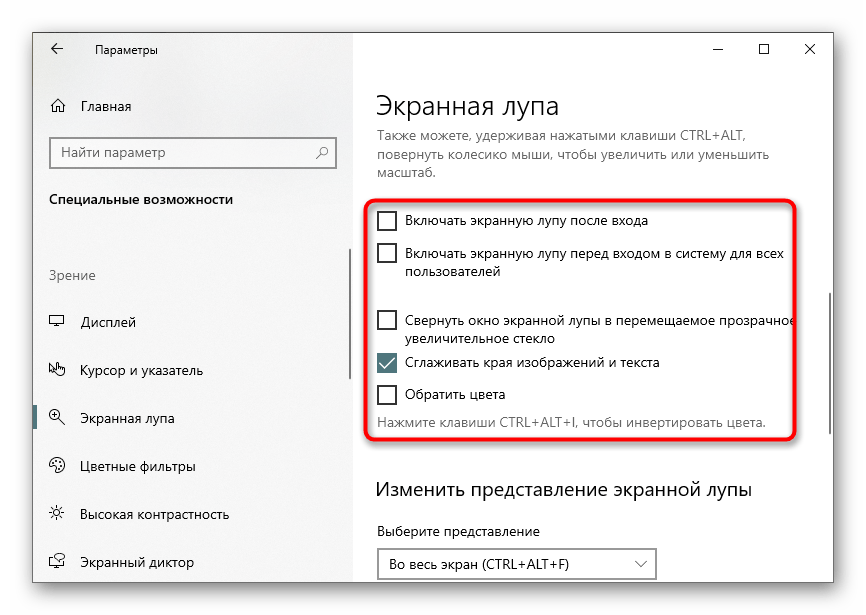 Параметры
Главная
Найти параметр
Специальные возможности
Зрение
Дисплей
Курсор и указатель
Экранная лупа
Цветные фильтры
Высокая контрастность
Экранный диктор
Экранная лупа
Также можете, удерживая нажатыми клавиши CTRL+ALT,
повернуть колесико мыши, чтобы увеличить или уменьшить
масштаб.
Включать экранную лупу после входа
Включать экранную лупу перед входом в систему для всех
пользователей
Свернуть окно экранной лупы в перемещаемое прозрачное
увеличительное стекло
Сглаживать края изображений и текста
Обратить цвета
Нажмите клавиши CTRL+ALT+I, чтобы инвертировать цвета.
Изменить представление экранной лупы
Выберите представление
Во весь экран (CTRL+ALT+F)